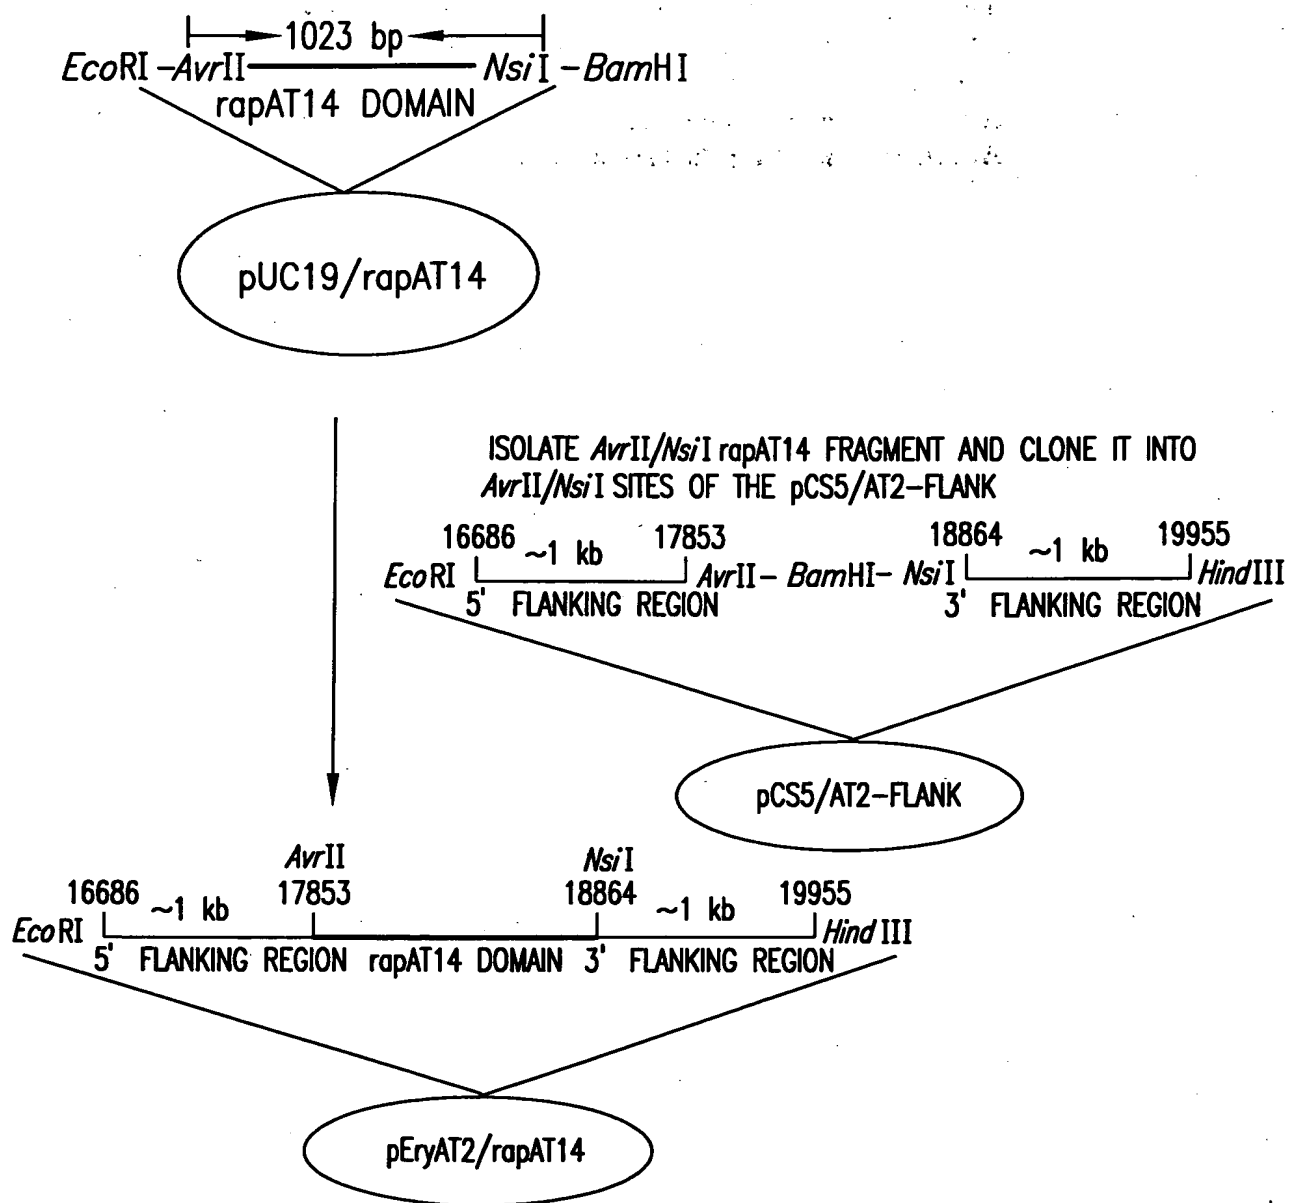 1023 bp
EcoRI-AvrII NsiI-BamHI
rapAT14 DOMAIN
pUC19/rapAT14
ISOLATE AvrII/NsiI rapAT14 FRAGMENT AND CLONE IT INTO
AvrII/NsiI SITES OF THE pCS5/AT2-FLANK
16686 ~1 kb 17853 18864 ~1 kb 19955
EcoRI AvrII- BamHI- NsiI HindIII
5' FLANKING REGION 3' FLANKING REGION
pCS5/AT2-FLANK
AvrII NsiI
16686 ~1 kb 17853 18864 ~1 kb 19955
EcoRI HindIII
5' FLANKING REGION rapAT14 DOMAIN 3' FLANKING REGION
pEryAT2/rapAT14